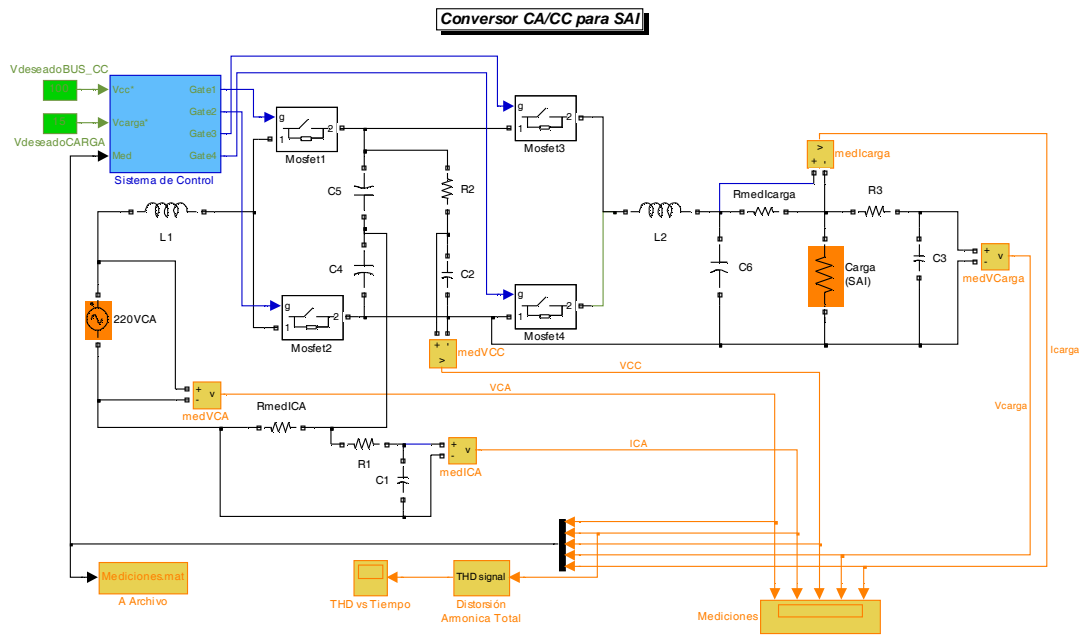 Conversor CA/CC para SAI
VdeseadoBUS_CC
VdeseadoCARGA
Vcc*
Vcarga*
Med
Gate1
Gate2
Gate3
Gate4
Sistema de Control
g
1
2
Mosfet1
g
1
2
Mosfet2
g
1
2
Mosfet3
g
1
2
Mosfet4
L1
C5
C4
R2
C2
L2
C6
RmedIcarga
medIcarga
R3
C3
Carga
(SAI)
+
-
v
medVCarga
220VCA
+
-
v
medVCA
medVCC
RmedICA
R1
C1
+
-
v
medICA
VCC
VCA
ICA
Icarga
Vcarga
Mediciones.mat
A Archivo
THD vs Tiempo
THD signal
Distorsión
Armonica Total
Mediciones